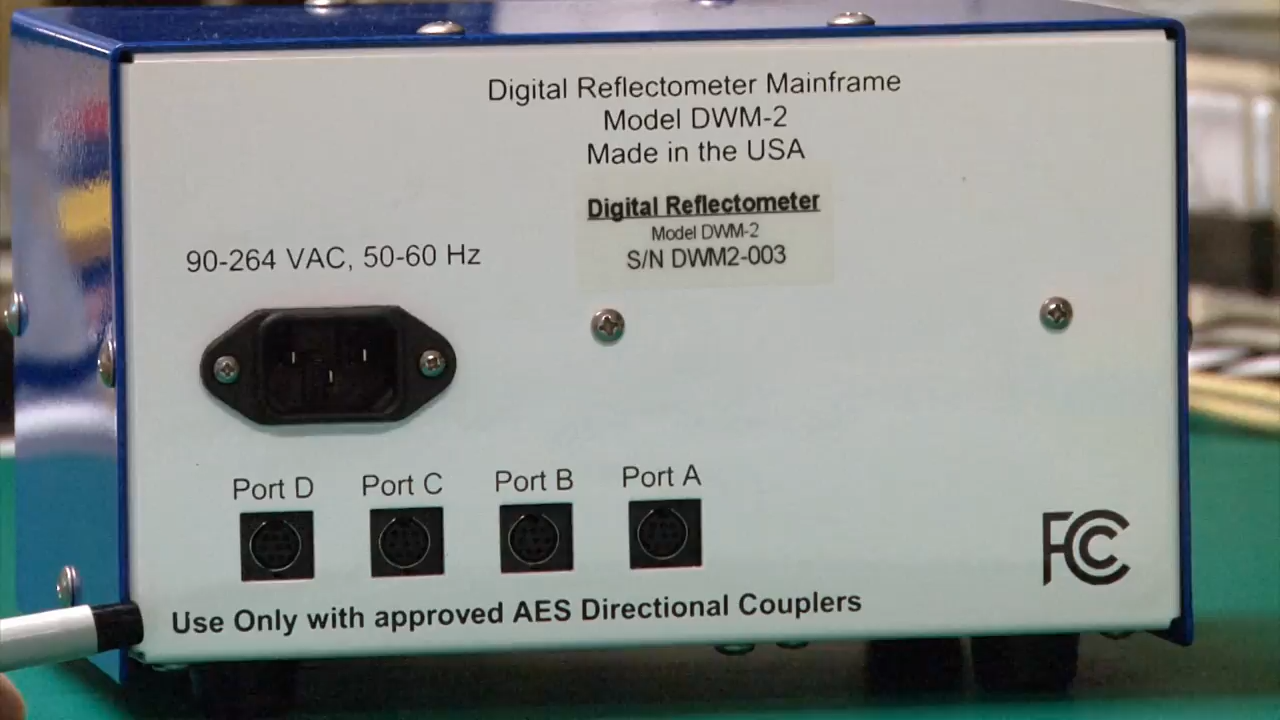 Digital Reflectometer Mainframe
Model DWM-2
Made in the USA
Digital Reflectometer
Model DWM-2
S/N DWM2-003
90-264 VAC, 50-60 Hz
Port D Port C Port B Port A
FCC
Use Only with approved AES Directional Couplers